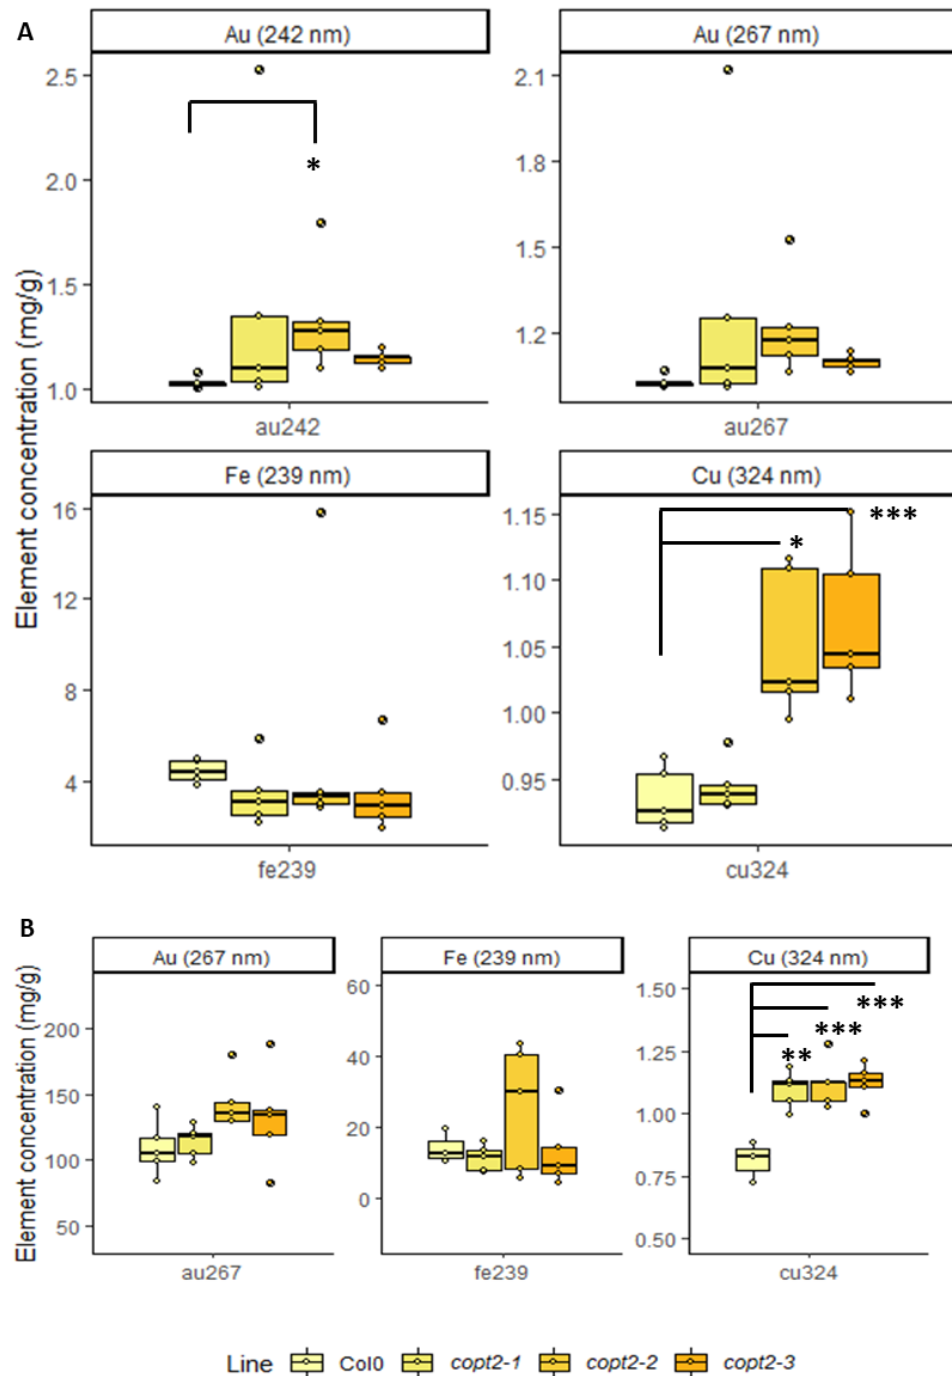 A
Au (242 nm)
Au (267 nm)
Element concentration (mg/g)
2.5
2.0
1.5
1.0
*
au242
2.1
1.8
1.5
1.2
au267
Fe (239 nm)
Cu (324 nm)
16
12
8
4
fe239
1.15
1.10
1.05
1.00
0.95
*
***
cu324
B
Au (267 nm)
Fe (239 nm)
Cu (324 nm)
Element concentration (mg/g)
200
150
100
50
au267
60
40
20
0
fe239
1.50
1.25
1.00
0.75
0.50
***
***
**
cu324
Line Col0 copt2-1 copt2-2 copt2-3